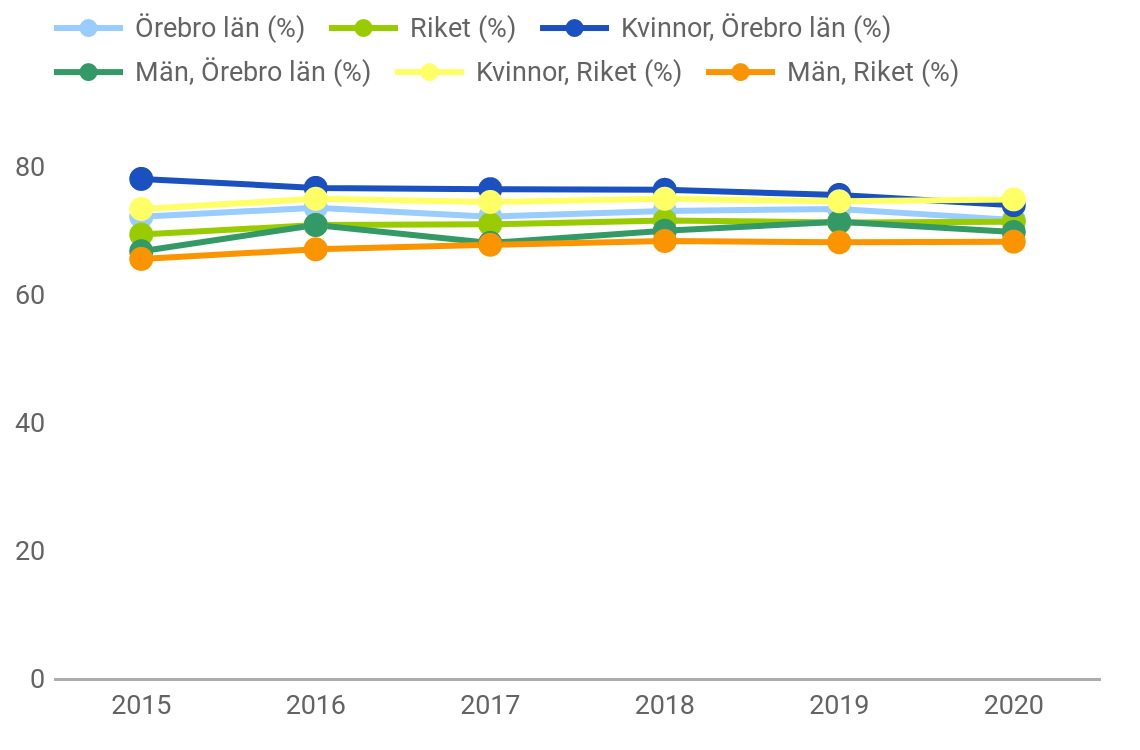 Örebro län (%) Riket (%) Kvinnor, Örebro län (%)
Män, Örebro län (%) Kvinnor, Riket (%) Män, Riket (%)
80
60
40
20
0
2015 2016 2017 2018 2019 2020